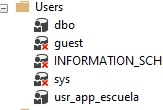 Users
dbo
guest
INFORMATION_SCH
sys
usr_app_escuela